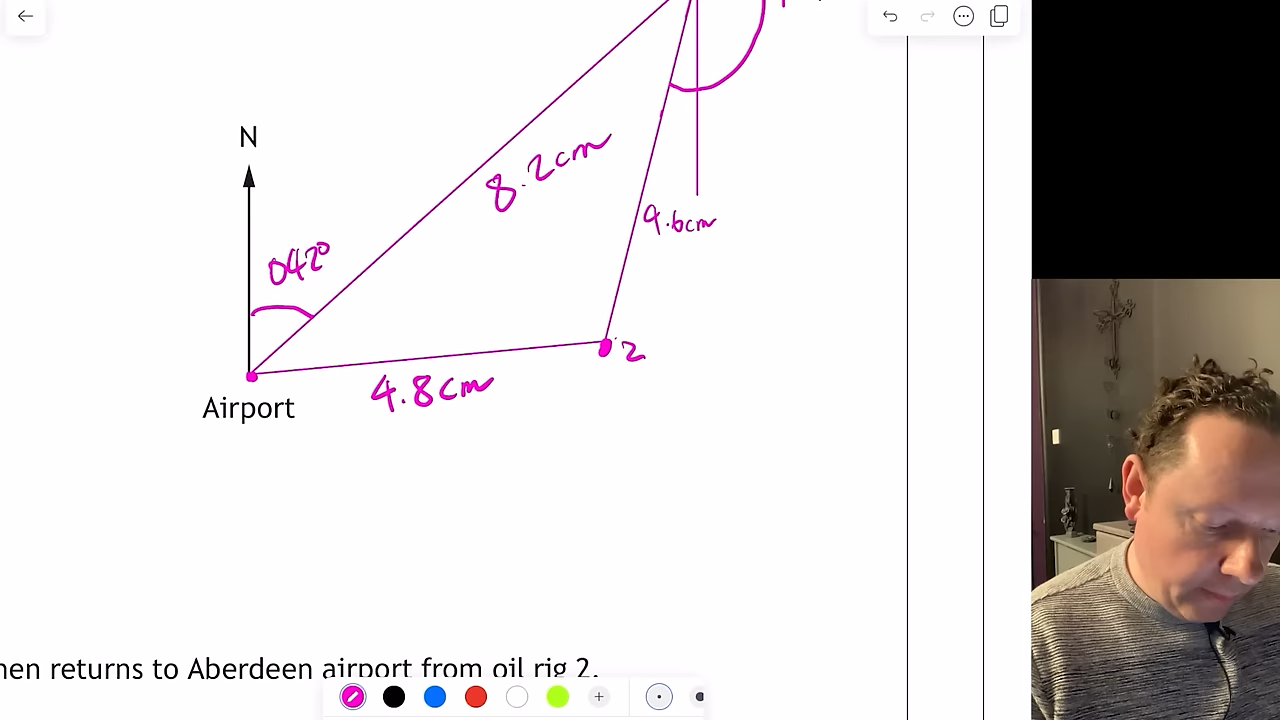 N
8.2cm
9.6cm
042°
2
4.8cm
Airport
hen returns to Aberdeen airport from oil rig 2.